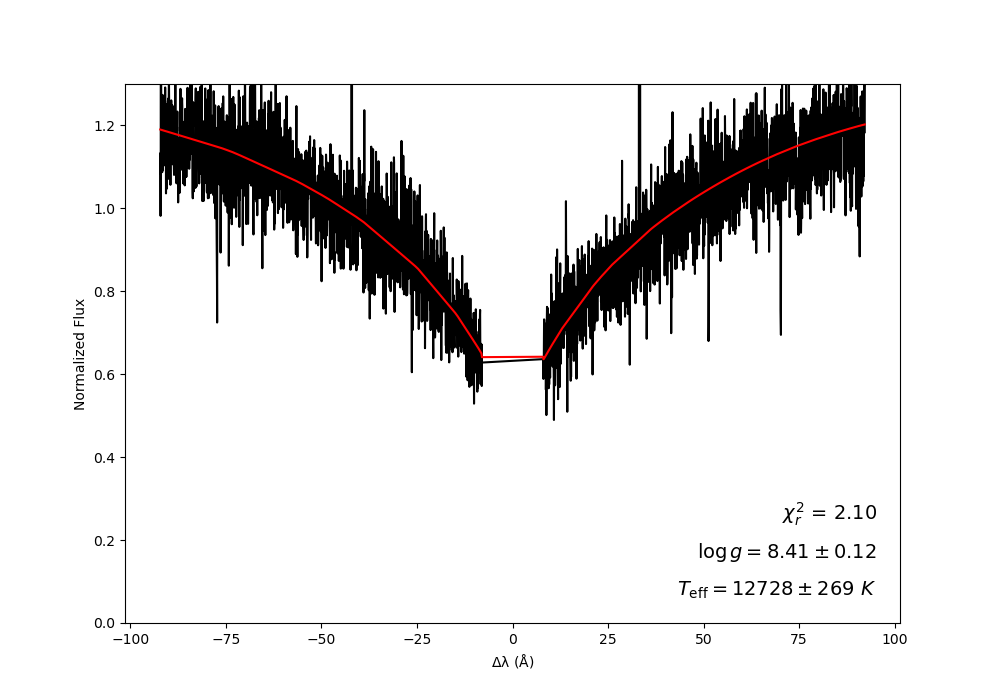 1.2
1.0
0.8
0.6
0.4
0.2
0.0
Normalized Flux
χ²ᵣ = 2.10
log g = 8.41 ± 0.12
T_eff = 12728 ± 269 K
−100 −75 −50 −25 0 25 50 75 100
Δλ (Å)